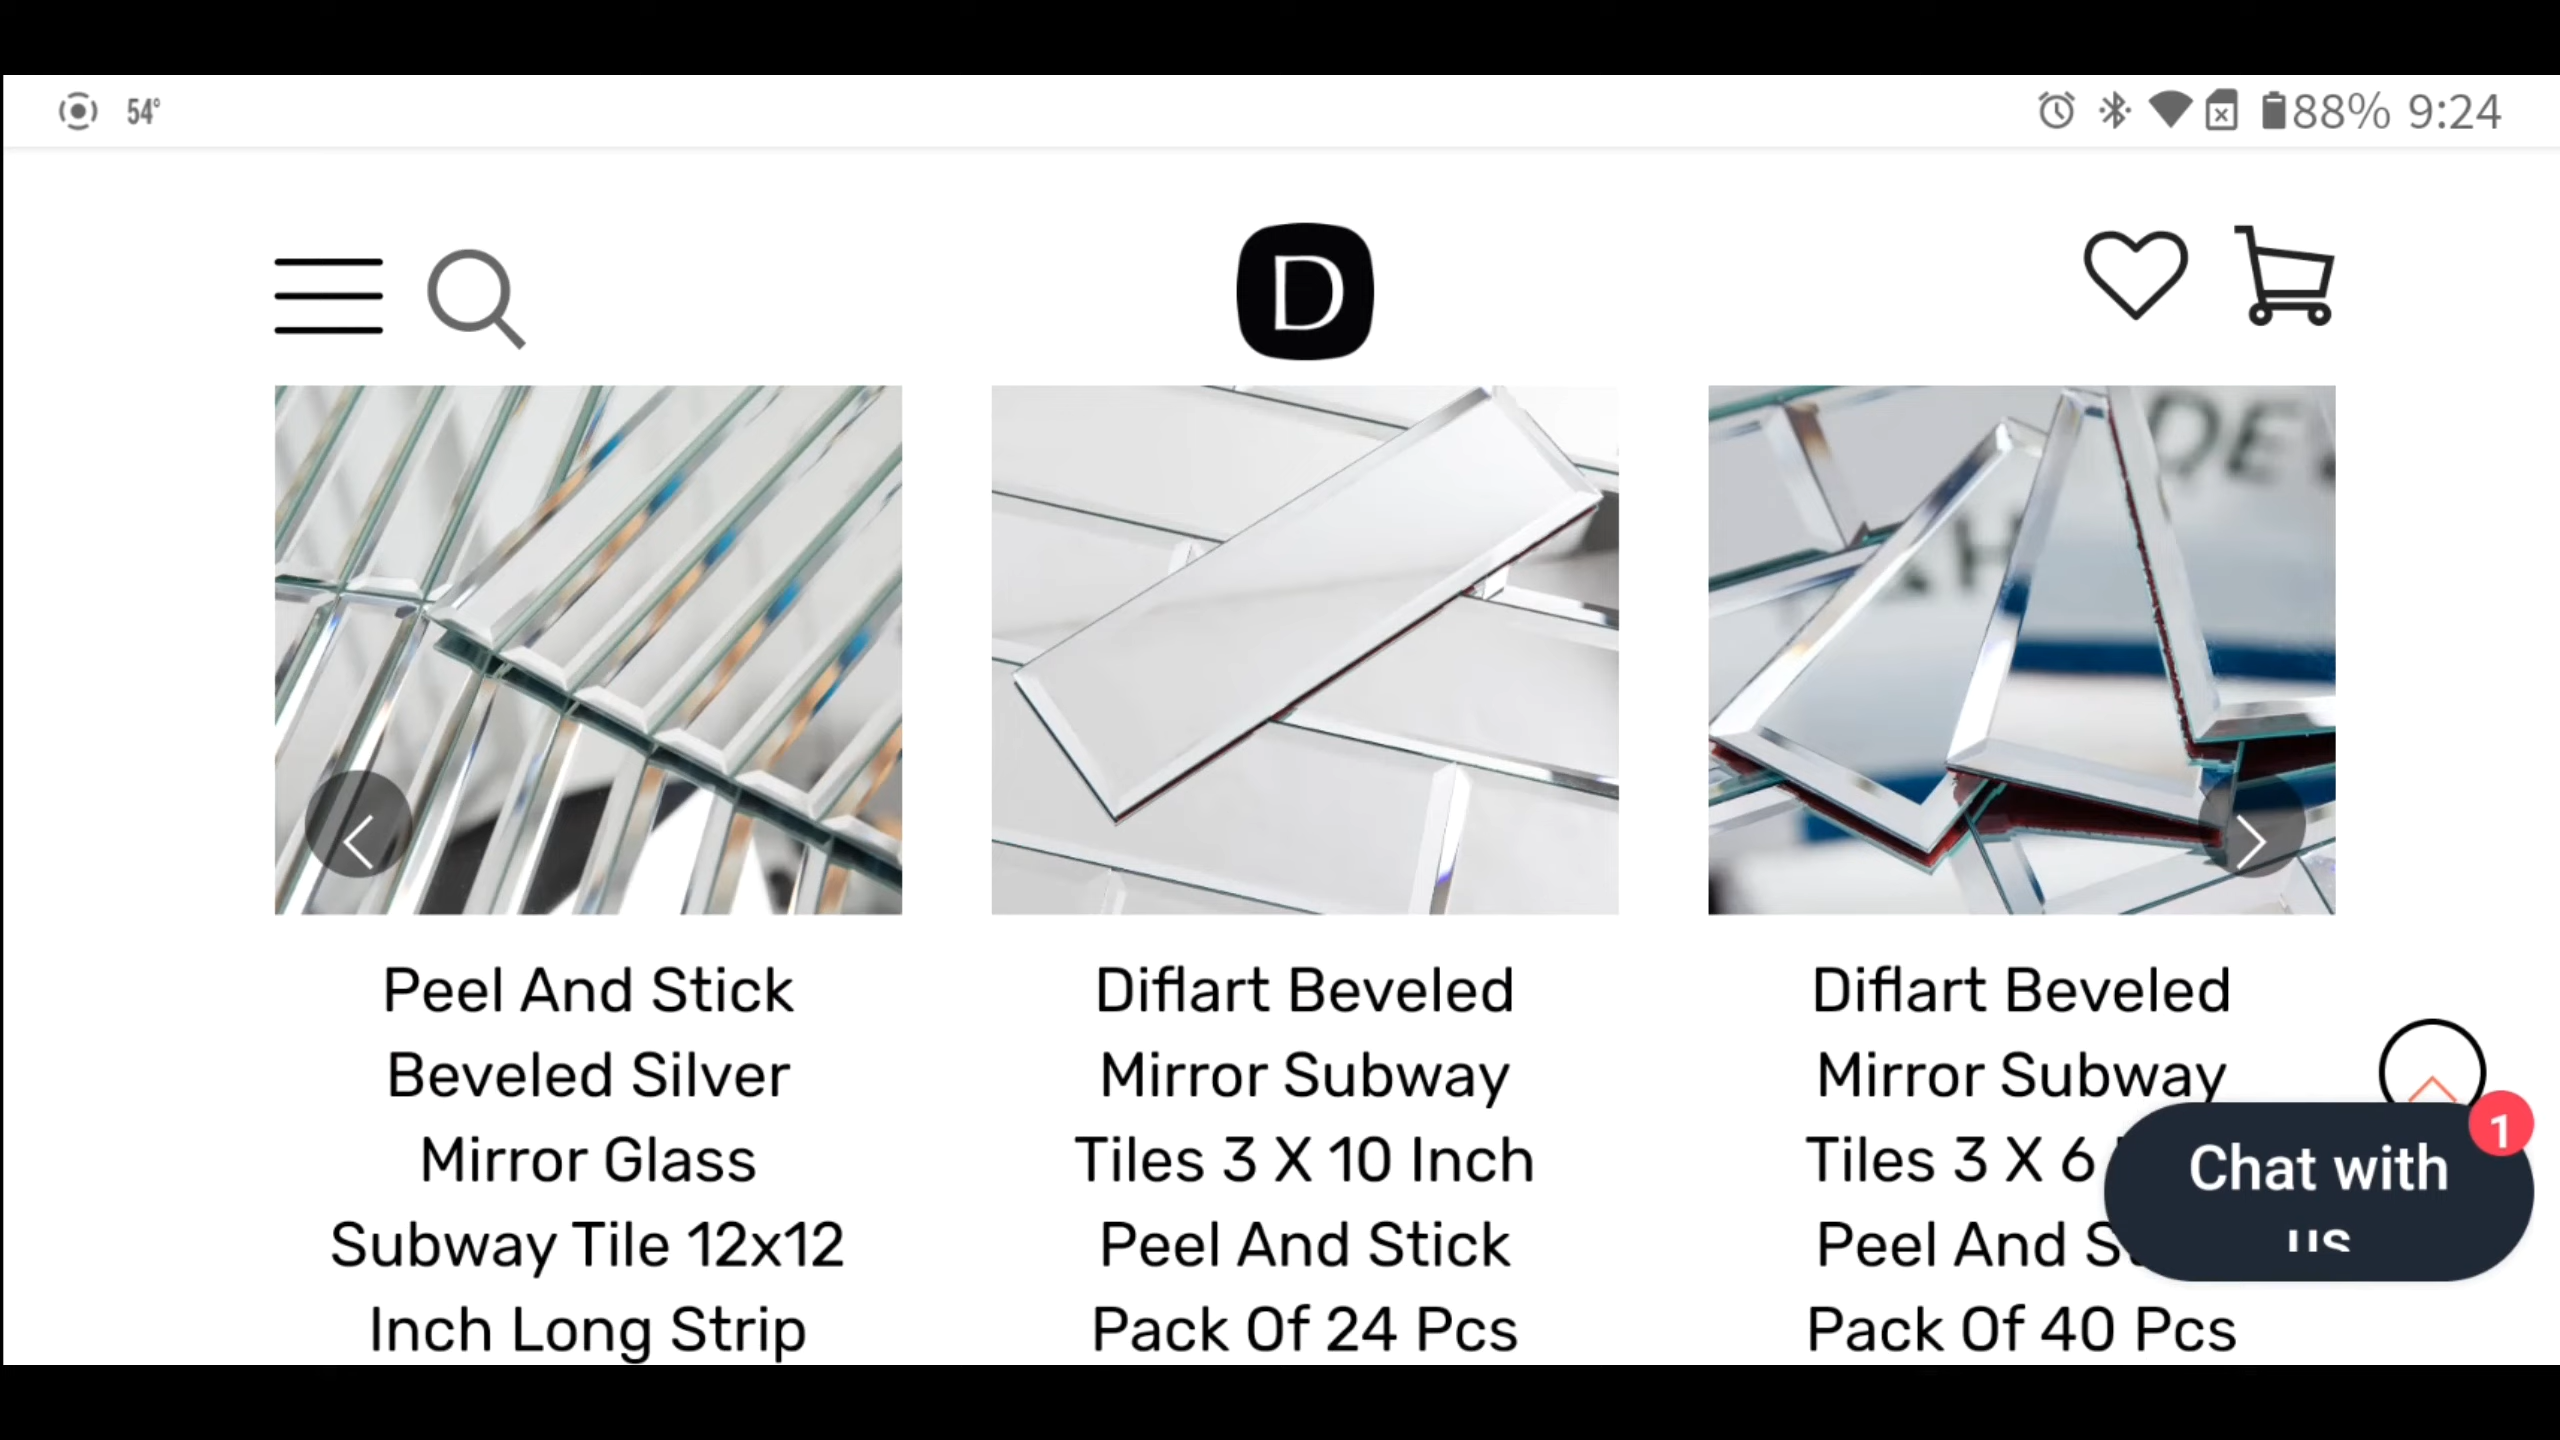 54°
88% 9:24
D
Peel And Stick
Beveled Silver
Mirror Glass
Subway Tile 12x12
Inch Long Strip
Diflart Beveled
Mirror Subway
Tiles 3 X 10 Inch
Peel And Stick
Pack Of 24 Pcs
Diflart Beveled
Mirror Subway
Tiles 3 X 6
Peel And
Pack Of 40 Pcs
1
Chat with
us